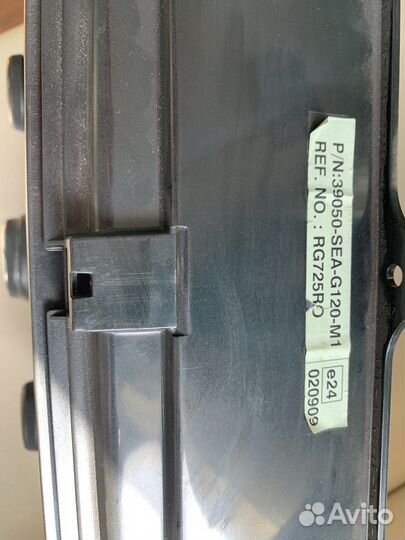 P/N:39050-SEA-G120-M1
REF. NO. : RG725RO
e24
020909
Avito